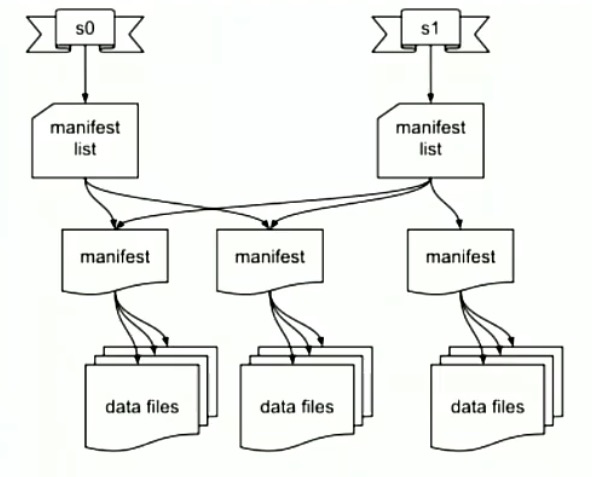 s0
s1
manifest
list
manifest
list
manifest
manifest
manifest
data files
data files
data files